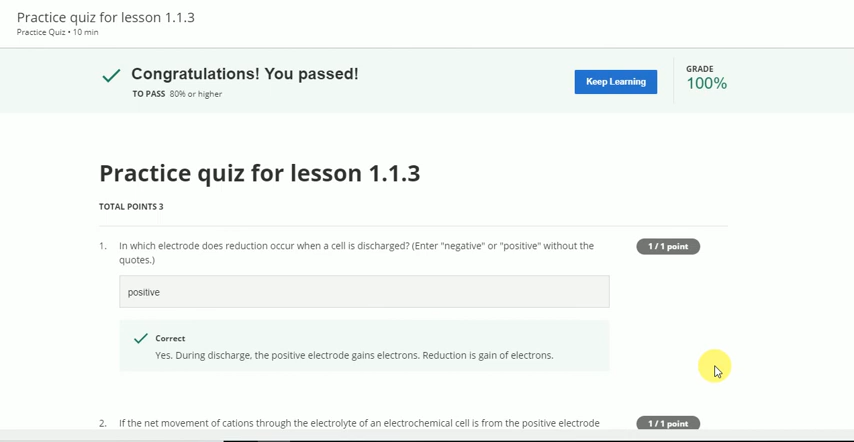 Practice quiz for lesson 1.1.3
Practice Quiz • 10 min
Congratulations! You passed!
TO PASS 80% or higher
Keep Learning
GRADE
100%
Practice quiz for lesson 1.1.3
TOTAL POINTS 3
1. In which electrode does reduction occur when a cell is discharged? (Enter "negative" or "positive" without the
quotes.)
1 / 1 point
positive
Correct
Yes. During discharge, the positive electrode gains electrons. Reduction is gain of electrons.
2. If the net movement of cations through the electrolyte of an electrochemical cell is from the positive electrode
1 / 1 point